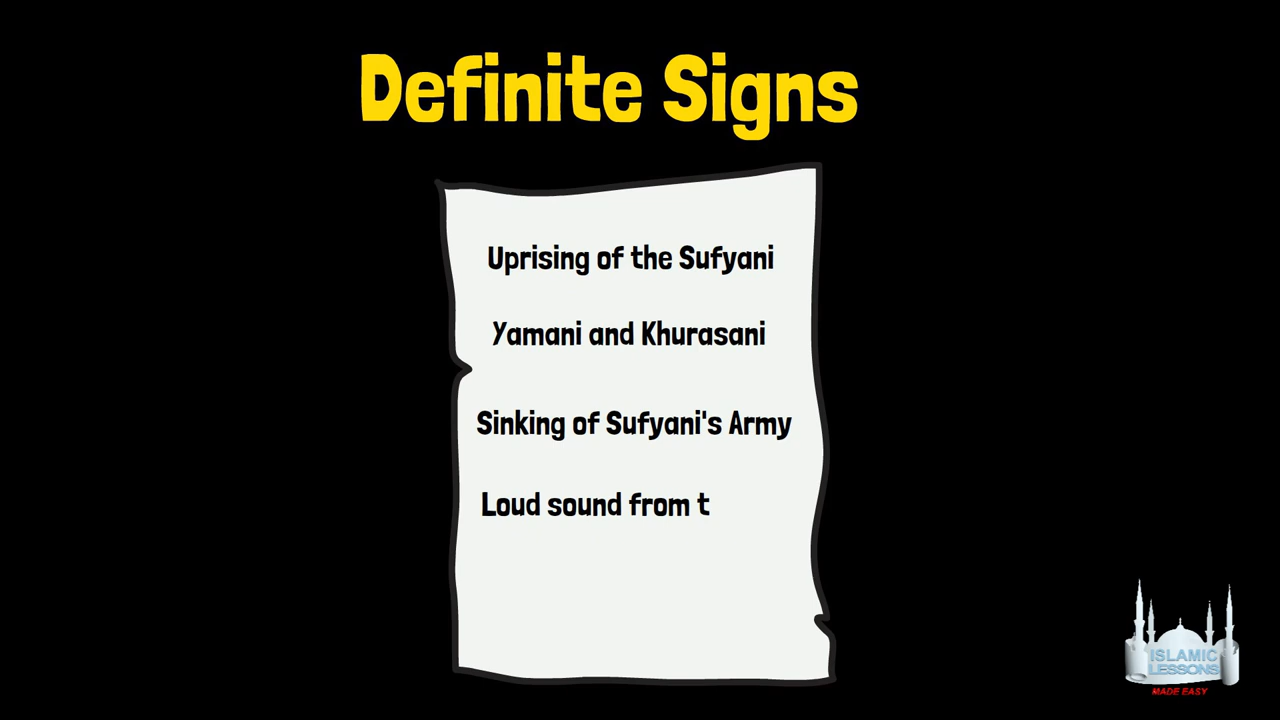 Definite Signs
Uprising of the Sufyani
Yamani and Khurasani
Sinking of Sufyani's Army
Loud sound from t
ISLAMIC
LESSONS
MADE EASY